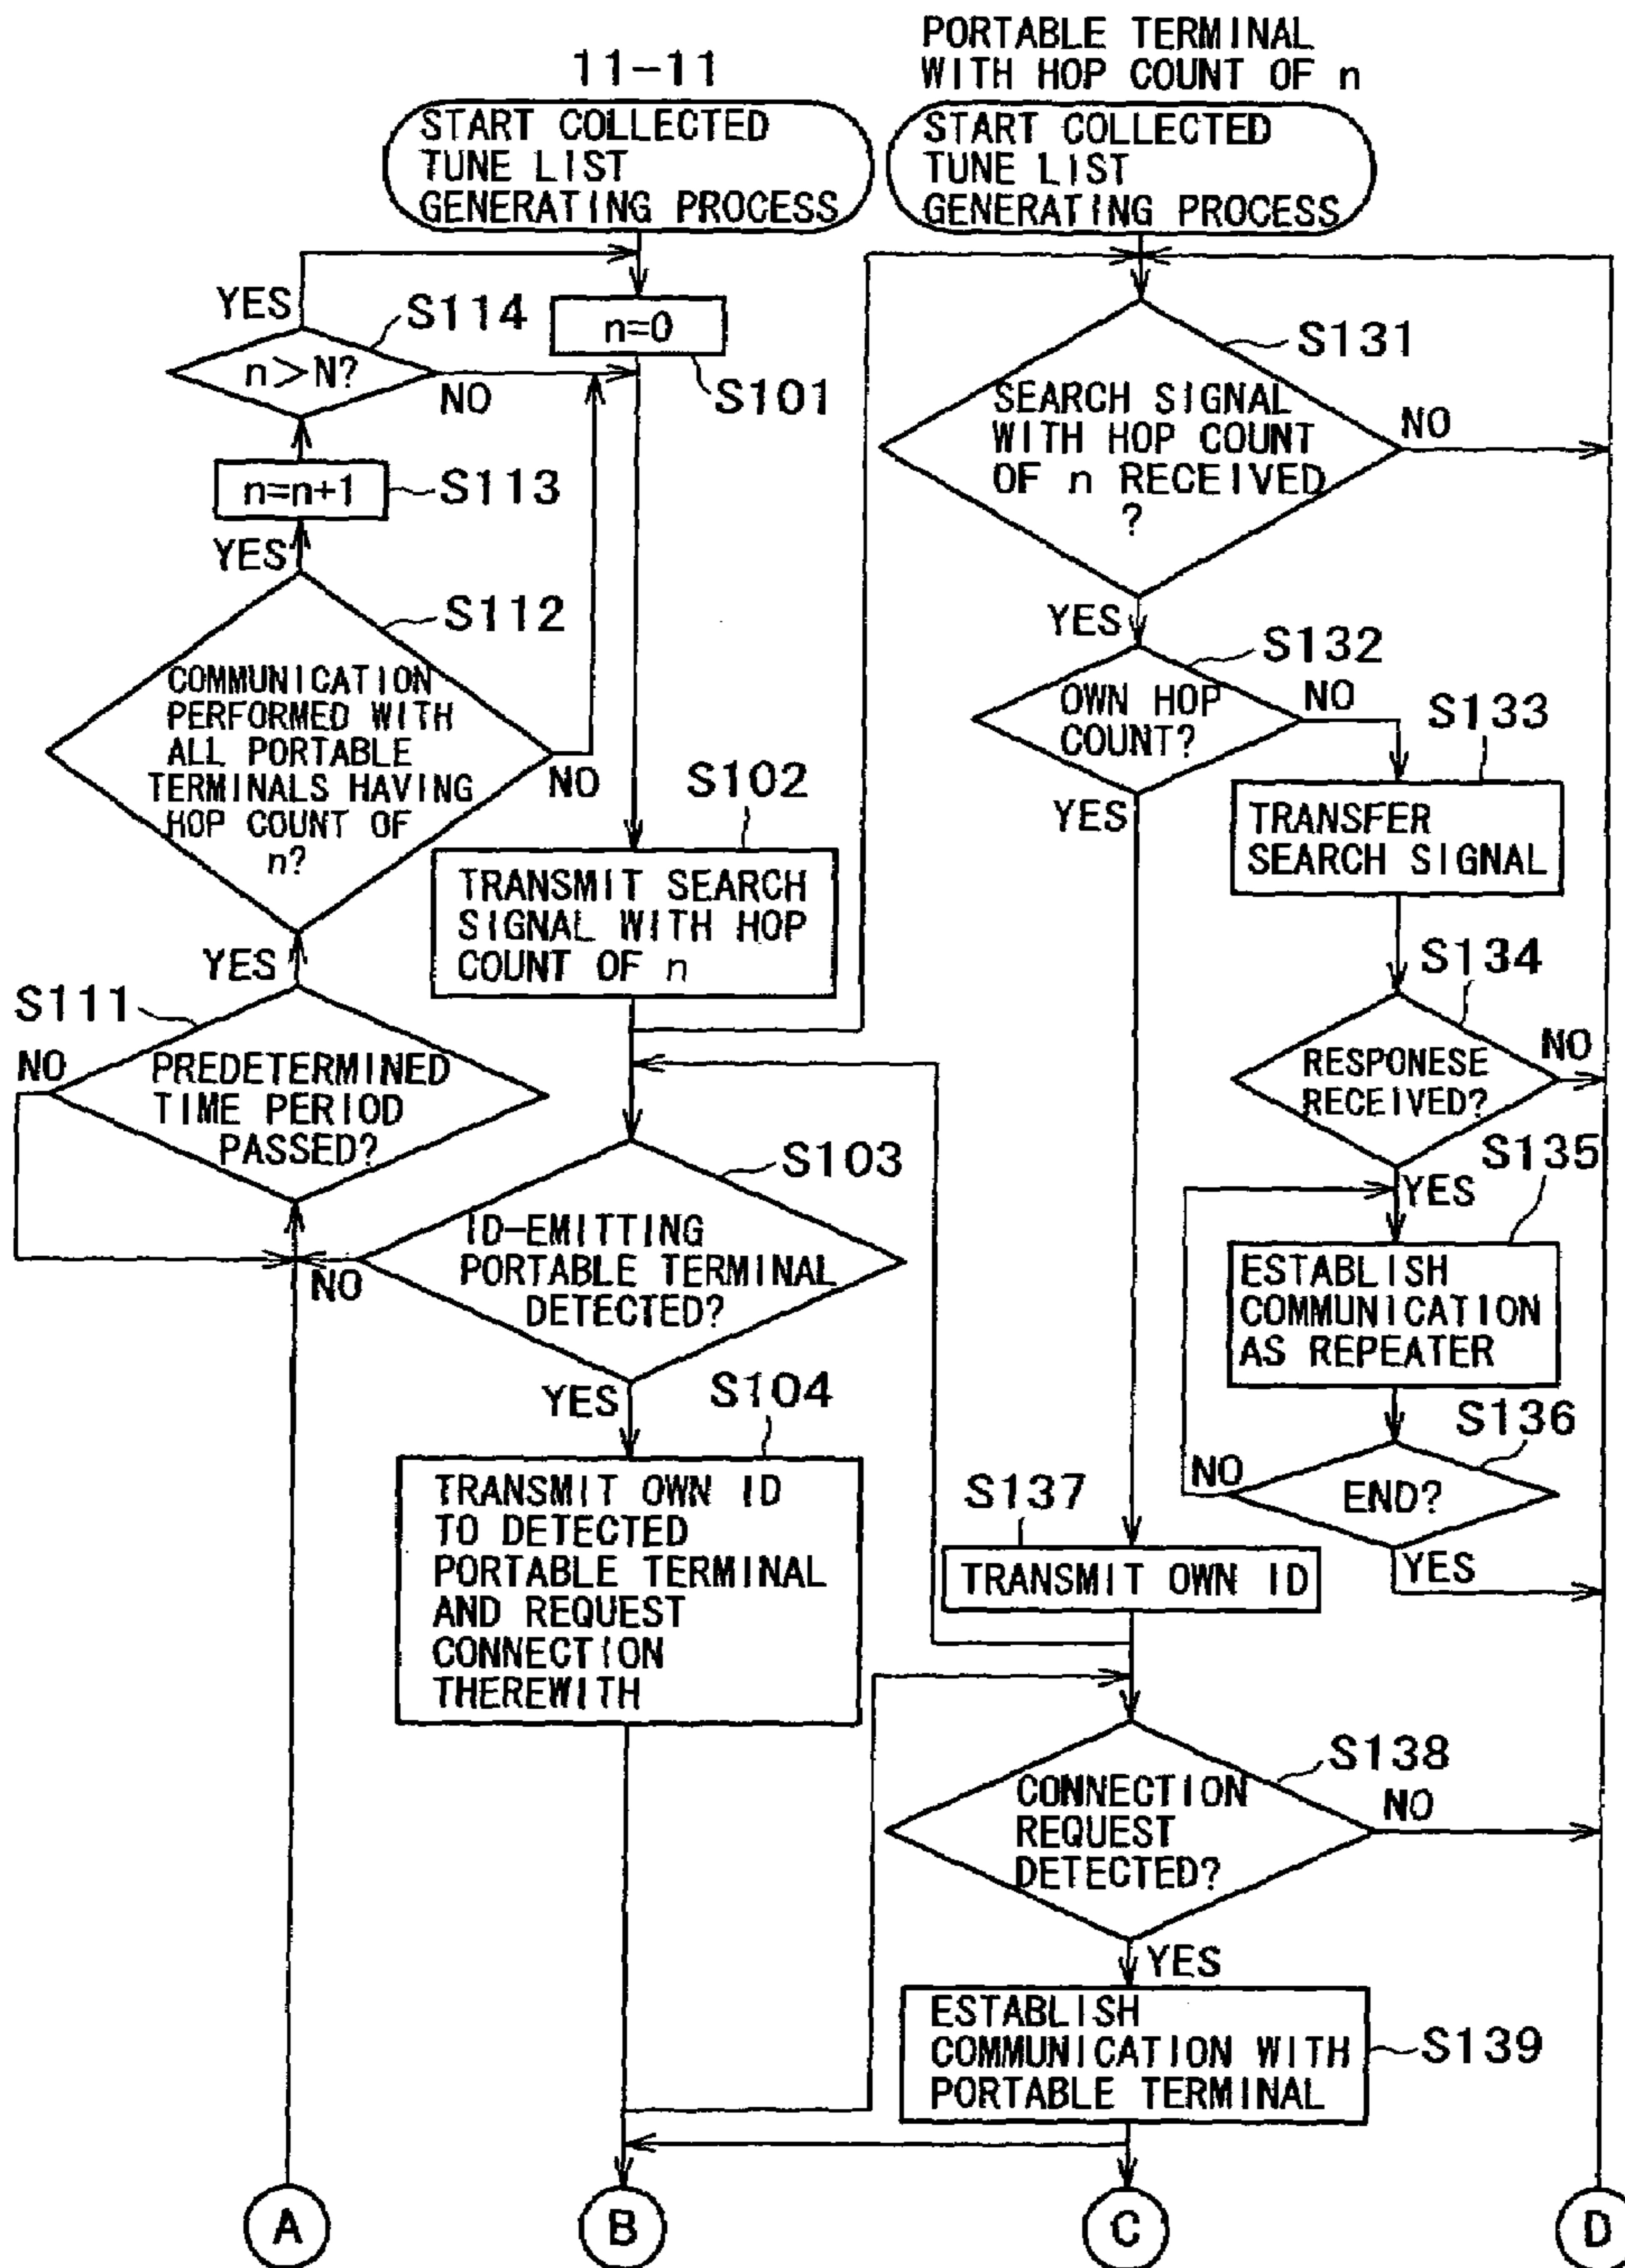 11-11
START COLLECTED
TUNE LIST
GENERATING PROCESS
YES
S114
n>N?
NO
n=0
S101
n=n+1
S113
YES
S112
COMMUNICATION
PERFORMED WITH
ALL PORTABLE
TERMINALS HAVING
HOP COUNT OF
n?
NO
S102
TRANSMIT SEARCH
SIGNAL WITH HOP
COUNT OF n
YES
S111
NO
PREDETERMINED
TIME PERIOD
PASSED?
S103
ID-EMITTING
PORTABLE TERMINAL
DETECTED?
NO
YES
S104
TRANSMIT OWN ID
TO DETECTED
PORTABLE TERMINAL
AND REQUEST
CONNECTION
THEREWITH
A
B
PORTABLE TERMINAL
WITH HOP COUNT OF n
START COLLECTED
TUNE LIST
GENERATING PROCESS
S131
SEARCH SIGNAL
WITH HOP COUNT
OF n RECEIVED
?
NO
YES
S132
OWN HOP
COUNT?
NO
S133
YES
TRANSFER
SEARCH SIGNAL
S134
RESPONESE
RECEIVED?
NO
S135
YES
ESTABLISH
COMMUNICATION
AS REPEATER
S136
NO
END?
YES
S137
TRANSMIT OWN ID
S138
CONNECTION
REQUEST
DETECTED?
NO
YES
ESTABLISH
COMMUNICATION WITH
PORTABLE TERMINAL
S139
C
D